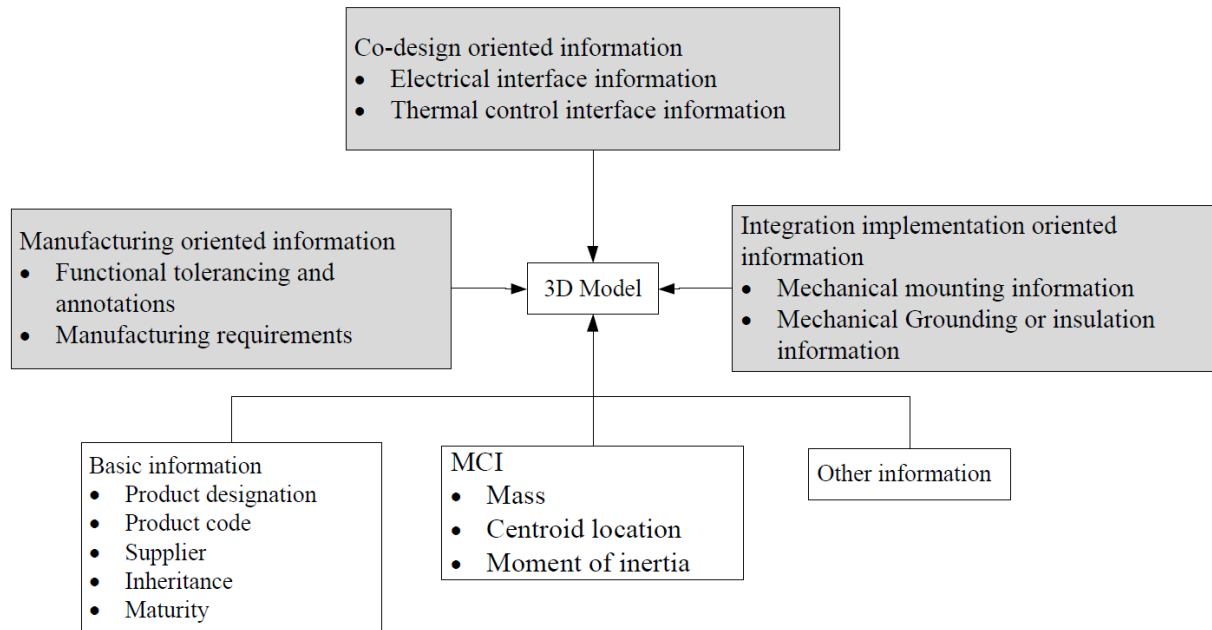 Co-design oriented information
• Electrical interface information
• Thermal control interface information
Manufacturing oriented information
• Functional tolerancing and
annotations
• Manufacturing requirements
3D Model
Integration implementation oriented
information
• Mechanical mounting information
• Mechanical Grounding or insulation
information
Basic information
• Product designation
• Product code
• Supplier
• Inheritance
• Maturity
MCI
• Mass
• Centroid location
• Moment of inertia
Other information